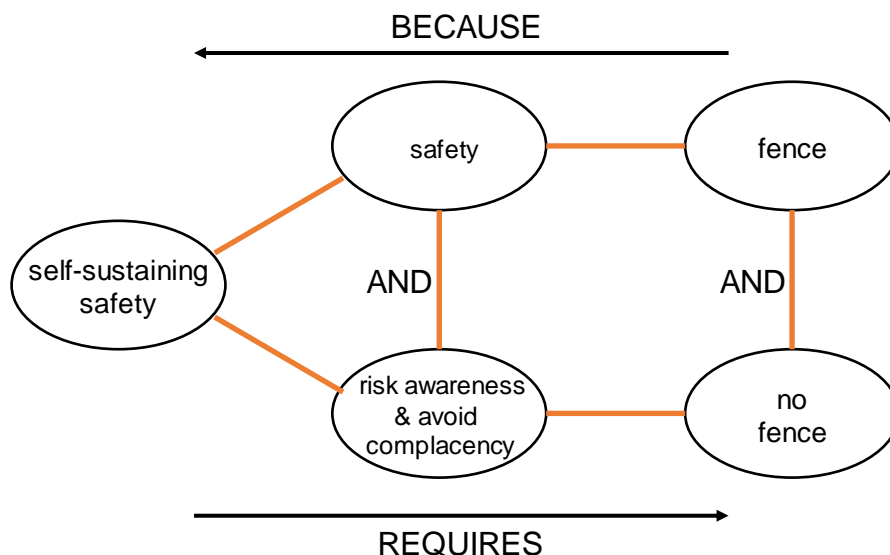 BECAUSE
safety
fence
self-sustaining
safety
AND
AND
risk awareness
& avoid
complacency
no
fence
REQUIRES